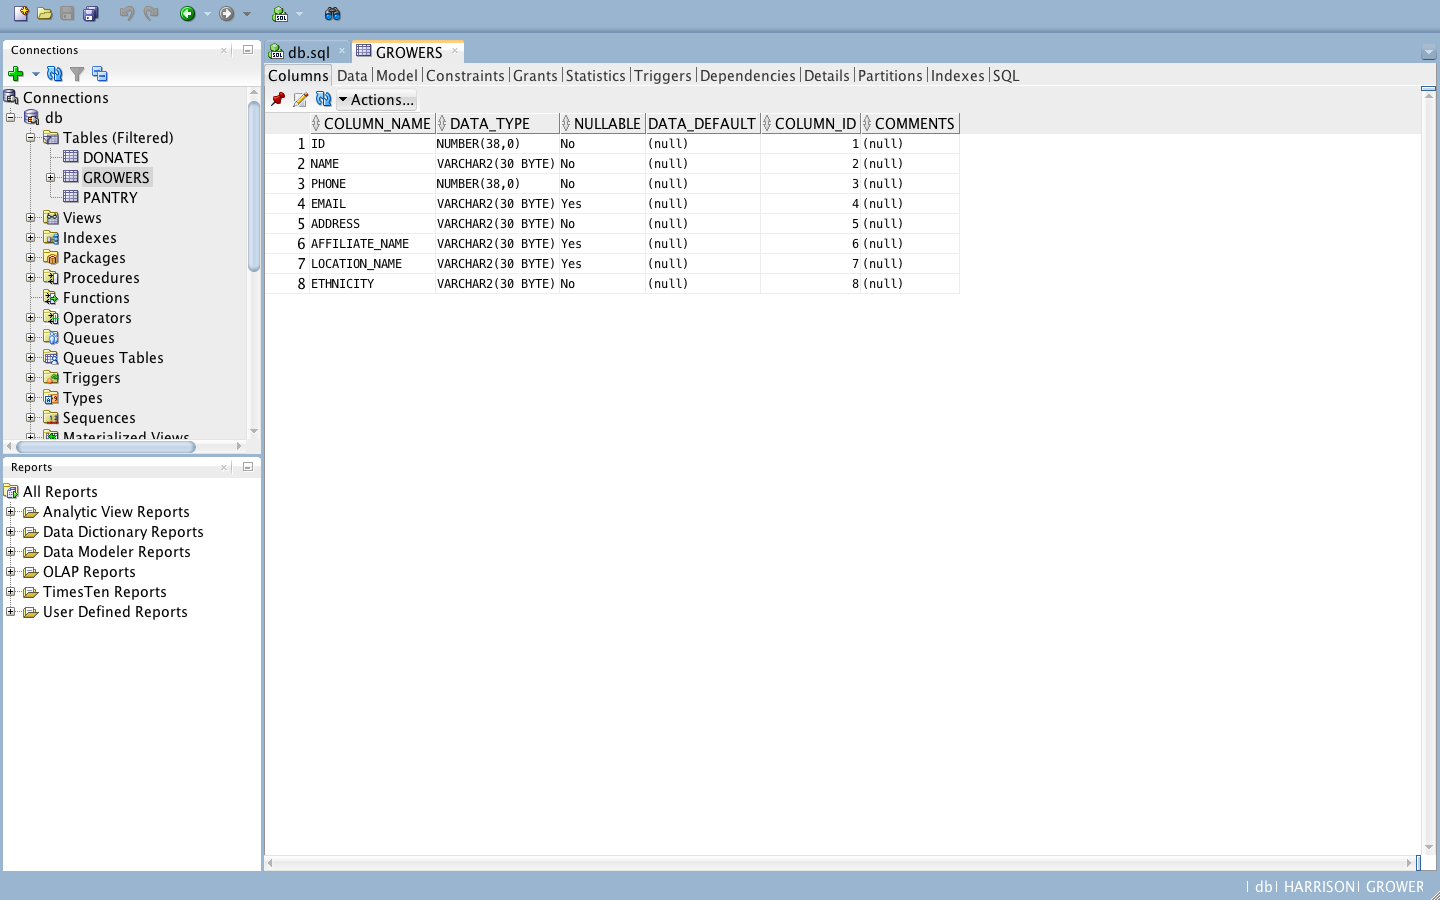 Connections
Connections
db
Tables (Filtered)
DONATES
GROWERS
PANTRY
Views
Indexes
Packages
Procedures
Functions
Operators
Queues
Queues Tables
Triggers
Types
Sequences
Materialized Views
Reports
All Reports
Analytic View Reports
Data Dictionary Reports
Data Modeler Reports
OLAP Reports
TimesTen Reports
User Defined Reports
db.sql GROWERS
Columns Data Model Constraints Grants Statistics Triggers Dependencies Details Partitions Indexes SQL
Actions...
COLUMN_NAME DATA_TYPE NULLABLE DATA_DEFAULT COLUMN_ID COMMENTS
1 ID NUMBER(38,0) No (null) 1 (null)
2 NAME VARCHAR2(30 BYTE) No (null) 2 (null)
3 PHONE NUMBER(38,0) No (null) 3 (null)
4 EMAIL VARCHAR2(30 BYTE) Yes (null) 4 (null)
5 ADDRESS VARCHAR2(30 BYTE) No (null) 5 (null)
6 AFFILIATE_NAME VARCHAR2(30 BYTE) Yes (null) 6 (null)
7 LOCATION_NAME VARCHAR2(30 BYTE) Yes (null) 7 (null)
8 ETHNICITY VARCHAR2(30 BYTE) No (null) 8 (null)
| db| HARRISON| GROWER